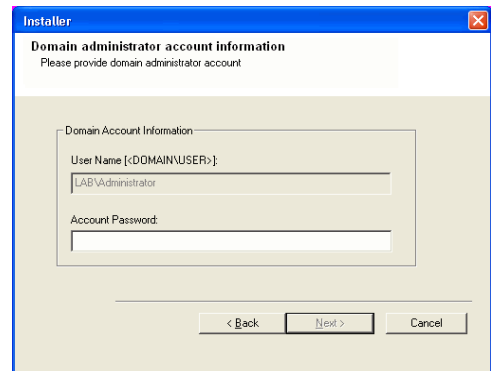 Installer
Domain administrator account information
Please provide domain administrator account
Domain Account Information
User Name [<DOMAIN\USER>]:
LAB\Administrator
Account Password:
< Back
Next >
Cancel